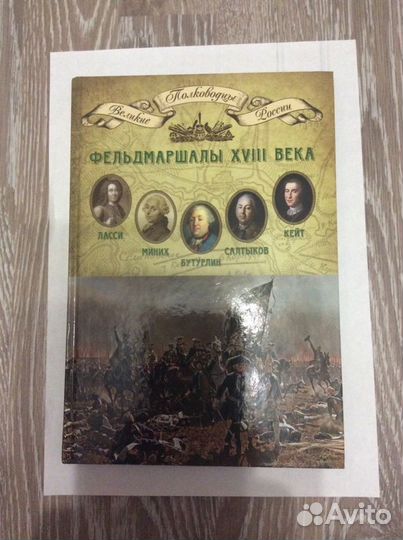 Великие Полководцы России
ФЕЛЬДМАРШАЛЫ XVIII ВЕКА
ЛАССИ
МИНИХ
БУТУРЛИН
САЛТЫКОВ
КЕЙТ
Avito